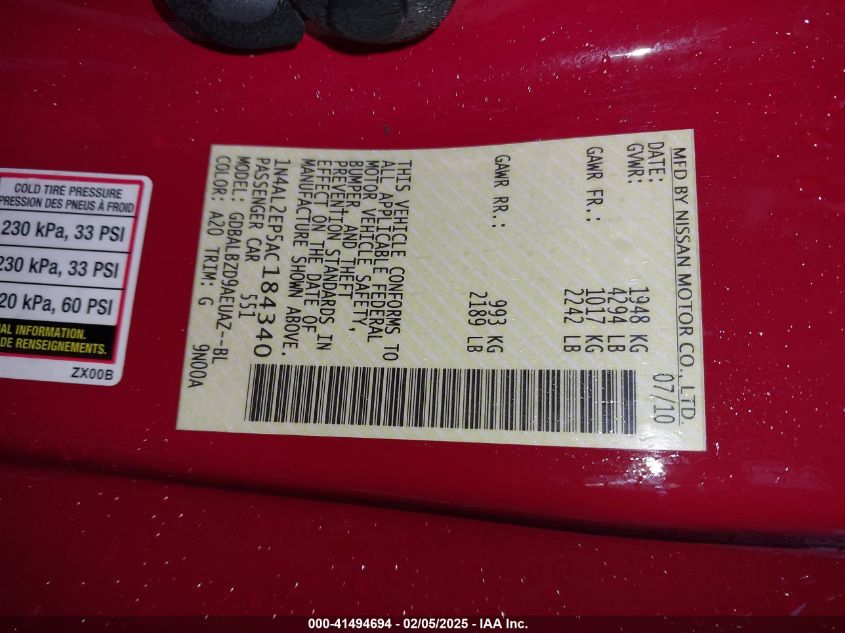 MFD BY NISSAN MOTOR CO., LTD.
DATE: 07/10
GVWR: 1948 KG
4294 LB
GAWR FR.: 1017 KG
2242 LB
GAWR RR.: 993 KG
2189 LB
THIS VEHICLE CONFORMS TO
ALL APPLICABLE FEDERAL
MOTOR VEHICLE SAFETY,
BUMPER, AND THEFT
PREVENTION STANDARDS IN
EFFECT ON THE DATE OF
MANUFACTURE SHOWN ABOVE.
1N4AL2EP5AC184340
PASSENGER CAR 551
MODEL: GDBALBZD9AEUAZ--BL
COLOR: A20 TRIM: G 9N00A
COLD TIRE PRESSURE
PRESSION DES PNEUS À FROID
230 kPa, 33 PSI
230 kPa, 33 PSI
20 kPa, 60 PSI
INFORMATION.
DE RENSEIGNEMENTS.
ZX00B
000-41494694 - 02/05/2025 - IAA Inc.